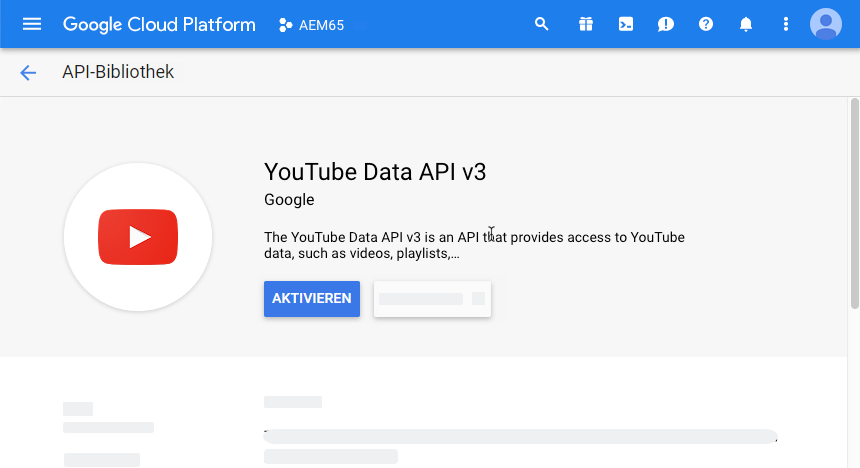 Google Cloud Platform
AEM65
API-Bibliothek
YouTube Data API v3
Google
The YouTube Data API v3 is an API that provides access to YouTube
data, such as videos, playlists,...
AKTIVIEREN